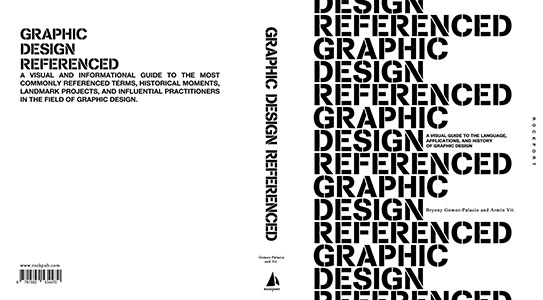 GRAPHIC
DESIGN
REFERENCED
A VISUAL AND INFORMATIONAL GUIDE TO THE MOST
COMMONLY REFERENCED TERMS, HISTORICAL MOMENTS,
LANDMARK PROJECTS, AND INFLUENTIAL PRACTITIONERS
IN THE FIELD OF GRAPHIC DESIGN.
www.rockpub.com
GRAPHIC DESIGN REFERENCED
Gomez-Palacio
and Vit
ROCKPORT
DESIGN
REFERENCED
GRAPHIC
DESIGN
REFERENCED
GRAPHIC
DESIGN
A VISUAL GUIDE TO THE LANGUAGE,
APPLICATIONS, AND HISTORY
OF GRAPHIC DESIGN
REFERENCED
GRAPHIC
DESIGN
Bryony Gomez-Palacio and Armin Vit
REFERENCED
GRAPHIC
DESIGN
REFERENCED
ROCKPORT